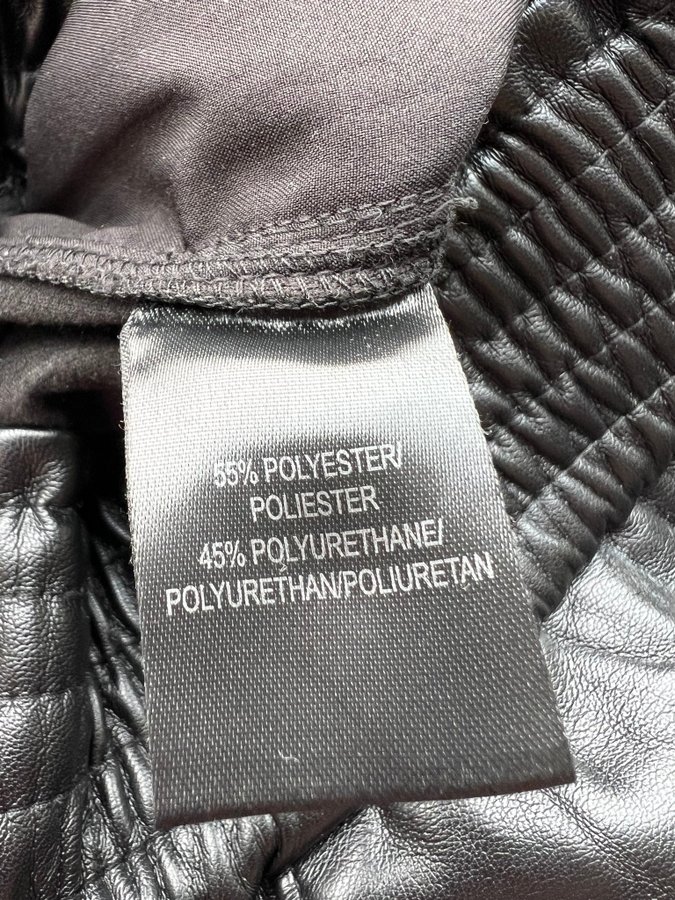 55% POLYESTER/
POLIESTER
45% POLYURETHANE/
POLYURETHAN/POLIURETAN